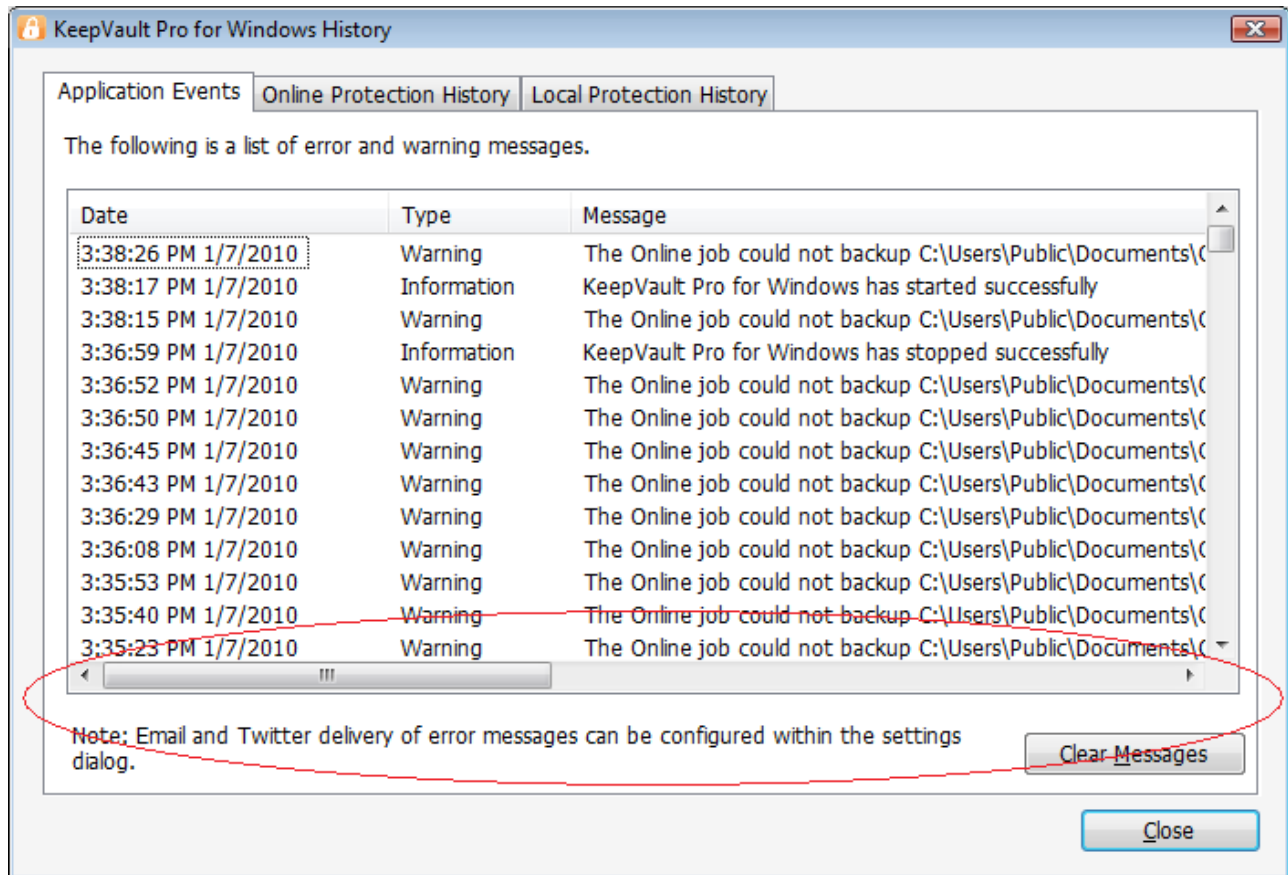 KeepVault Pro for Windows History
Application Events Online Protection History Local Protection History
The following is a list of error and warning messages.
Date Type Message
3:38:26 PM 1/7/2010 Warning The Online job could not backup C:\Users\Public\Documents\
3:38:17 PM 1/7/2010 Information KeepVault Pro for Windows has started successfully
3:38:15 PM 1/7/2010 Warning The Online job could not backup C:\Users\Public\Documents\
3:36:59 PM 1/7/2010 Information KeepVault Pro for Windows has stopped successfully
3:36:52 PM 1/7/2010 Warning The Online job could not backup C:\Users\Public\Documents\
3:36:50 PM 1/7/2010 Warning The Online job could not backup C:\Users\Public\Documents\
3:36:45 PM 1/7/2010 Warning The Online job could not backup C:\Users\Public\Documents\
3:36:43 PM 1/7/2010 Warning The Online job could not backup C:\Users\Public\Documents\
3:36:29 PM 1/7/2010 Warning The Online job could not backup C:\Users\Public\Documents\
3:36:08 PM 1/7/2010 Warning The Online job could not backup C:\Users\Public\Documents\
3:35:53 PM 1/7/2010 Warning The Online job could not backup C:\Users\Public\Documents\
3:35:40 PM 1/7/2010 Warning The Online job could not backup C:\Users\Public\Documents\
3:35:23 PM 1/7/2010 Warning The Online job could not backup C:\Users\Public\Documents\
Note: Email and Twitter delivery of error messages can be configured within the settings
dialog.
Clear Messages
Close